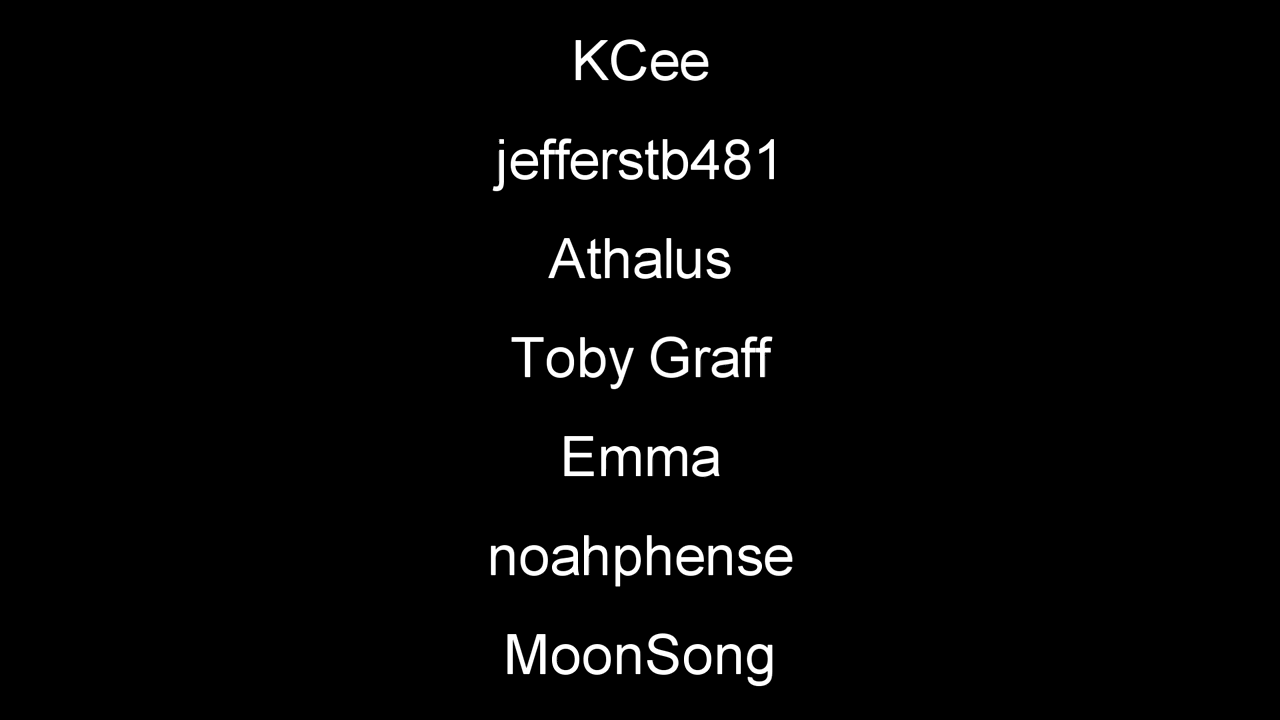 KCee
jefferstb481
Athalus
Toby Graff
Emma
noahphense
MoonSong